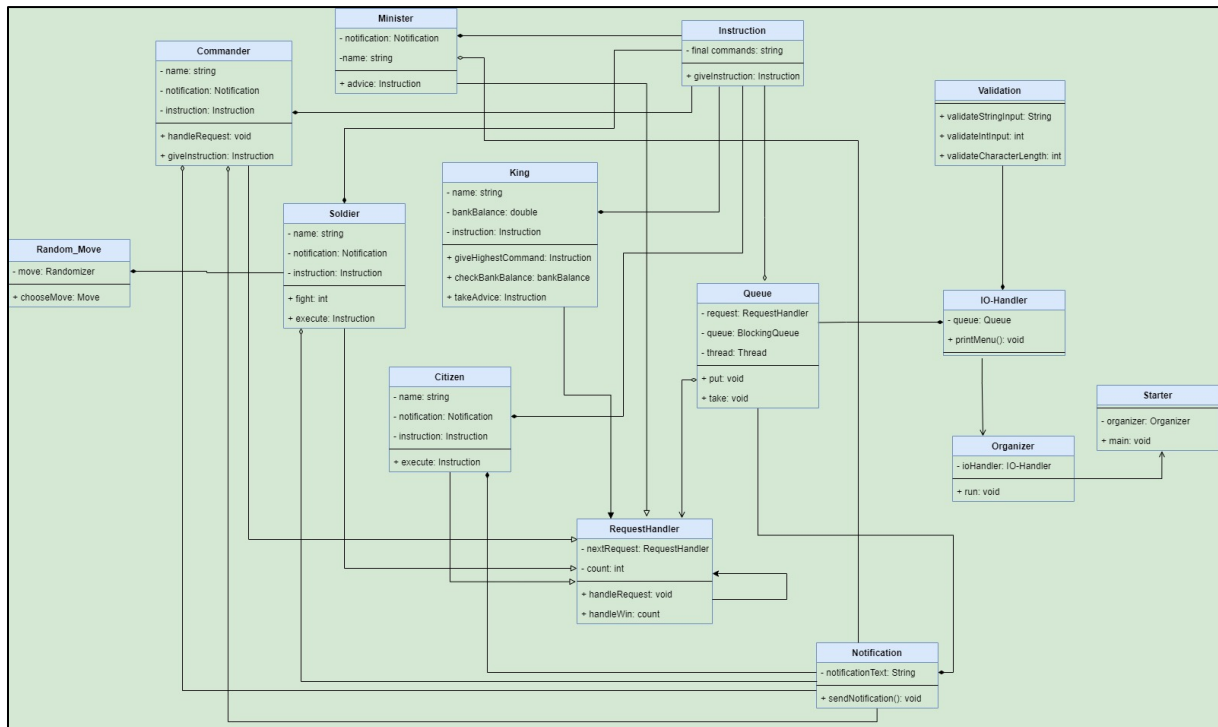 Minister
- notification: Notification
-name: string
+ advice: Instruction
Instruction
- final commands: string
+ giveInstruction: Instruction
Commander
- name: string
- notification: Notification
- instruction: Instruction
+ handleRequest: void
+ giveInstruction: Instruction
Validation
+ validateStringInput: String
+ validateIntInput: int
+ validateCharacterLength: int
King
- name: string
- bankBalance: double
- instruction: Instruction
+ giveHighestCommand: Instruction
+ checkBankBalance: bankBalance
+ takeAdvice: Instruction
Soldier
- name: string
- notification: Notification
- instruction: Instruction
+ fight: int
+ execute: Instruction
Random_Move
- move: Randomizer
+ chooseMove: Move
Queue
- request: RequestHandler
- queue: BlockingQueue
- thread: Thread
+ put: void
+ take: void
IO-Handler
- queue: Queue
+ printMenu(): void
Citizen
- name: string
- notification: Notification
- instruction: Instruction
+ execute: Instruction
Starter
- organizer: Organizer
+ main: void
Organizer
- ioHandler: IO-Handler
+ run: void
RequestHandler
- nextRequest: RequestHandler
- count: int
+ handleRequest: void
+ handleWin: count
Notification
- notificationText: String
+ sendNotification(): void